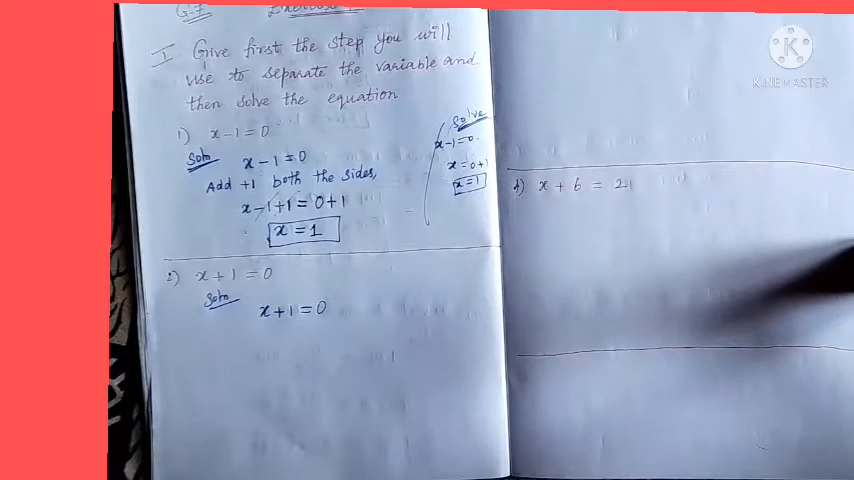 G-7
I Give first the step you will
use to separate the variable and
then solve the equation
1) x-1=0
Soln x-1=0
Add +1 both the sides,
x-1+1=0+1
x=1
Solve
x-1=0.
x=0+1
x=1
2) x+1=0
Soln
x+1=0
4) x+6=2
K
KINEMASTER